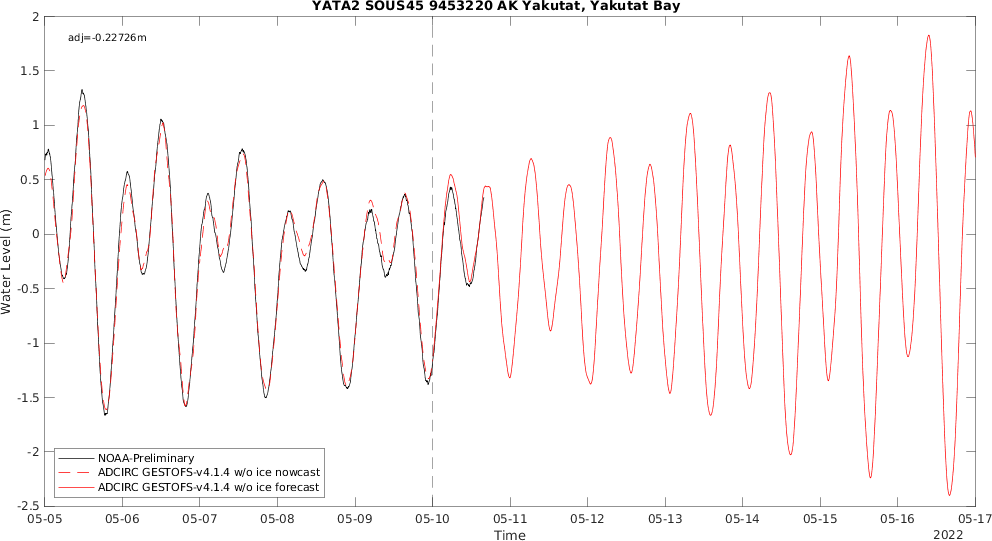 YATA2 SOUS45 9453220 AK Yakutat, Yakutat Bay
adj=-0.22726m
2
1.5
1
0.5
0
-0.5
-1
-1.5
-2
-2.5
Water Level (m)
NOAA-Preliminary
ADCIRC GESTOFS-v4.1.4 w/o ice nowcast
ADCIRC GESTOFS-v4.1.4 w/o ice forecast
05-05 05-06 05-07 05-08 05-09 05-10 05-11 05-12 05-13 05-14 05-15 05-16 05-17
Time
2022